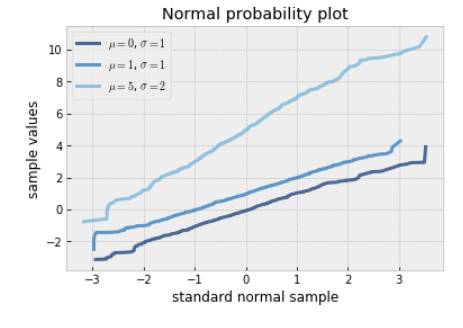 Normal probability plot
μ = 0, σ = 1
μ = 1, σ = 1
μ = 5, σ = 2
10
8
6
4
2
0
−2
sample values
−3 −2 −1 0 1 2 3
standard normal sample